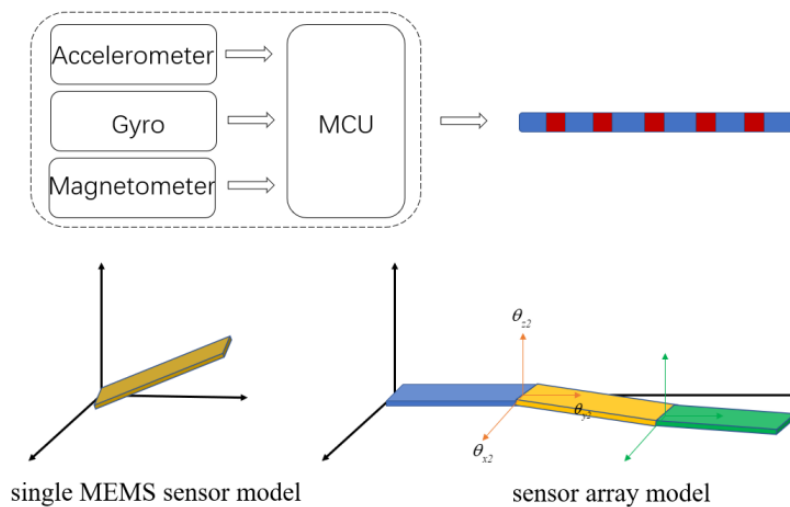 Accelerometer
Gyro
MCU
Magnetometer
θz2
θy2
θx2
single MEMS sensor model
sensor array model